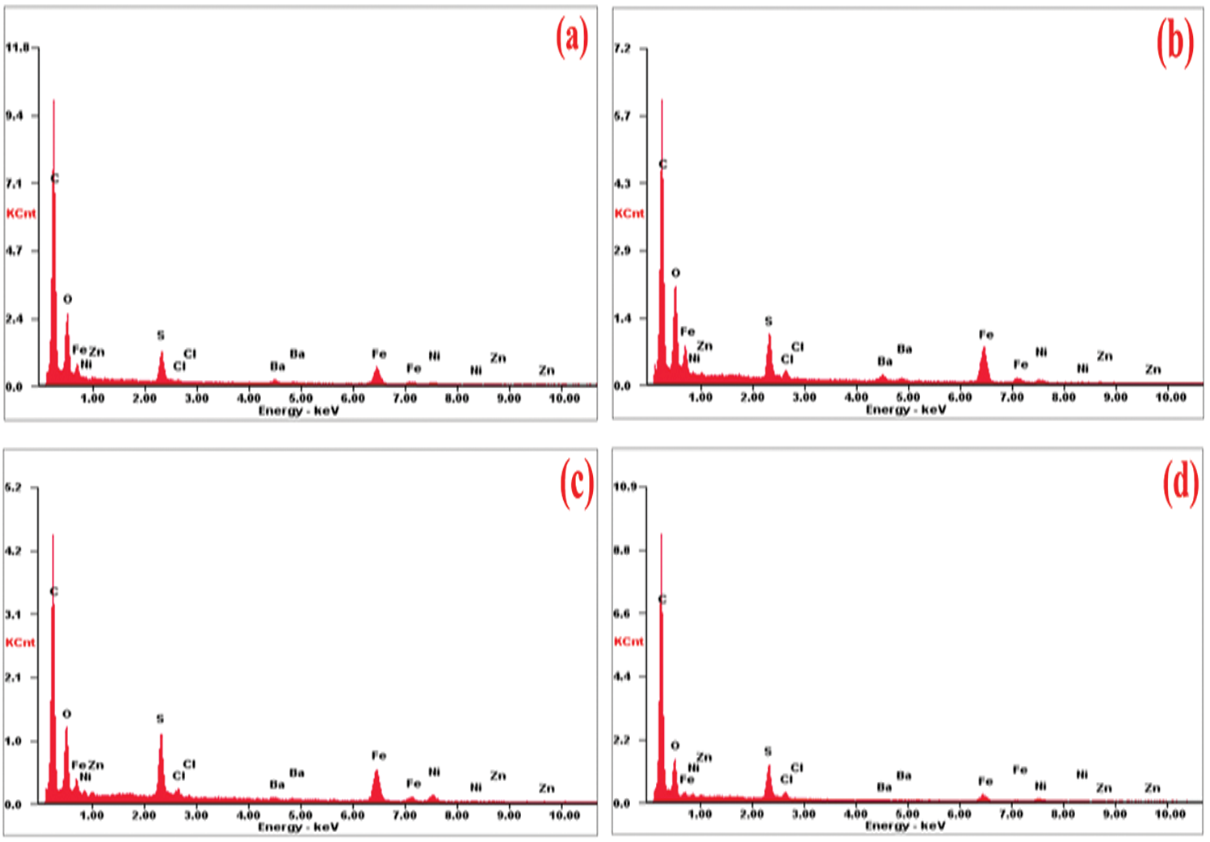 (a)
11.8
9.4
7.1
KCnt
4.7
2.4
0.0
C
O
Fe Zn
Ni
S
Cl
Cl
Ba
Ba
Fe
Fe
Ni
Ni
Zn
Zn
1.00 2.00 3.00 4.00 5.00 6.00 7.00 8.00 9.00 10.00
Energy - keV
(b)
7.2
5.7
4.3
KCnt
2.9
1.4
0.0
C
O
Fe
Zn
Ni
S
Cl
Cl
Ba
Ba
Fe
Fe
Ni
Ni
Zn
Zn
1.00 2.00 3.00 4.00 5.00 6.00 7.00 8.00 9.00 10.00
Energy - keV
(c)
5.2
4.2
3.1
KCnt
2.1
1.0
0.0
C
O
Fe Zn
Ni
S
Cl
Cl
Ba
Ba
Fe
Fe
Ni
Ni
Zn
Zn
1.00 2.00 3.00 4.00 5.00 6.00 7.00 8.00 9.00 10.00
Energy - keV
(d)
10.9
8.8
6.6
KCnt
4.4
2.2
0.0
C
O
Zn
Ni
Fe
S
Cl
Cl
Ba
Ba
Fe
Fe
Ni
Ni
Zn
Zn
1.00 2.00 3.00 4.00 5.00 6.00 7.00 8.00 9.00 10.00
Energy - keV